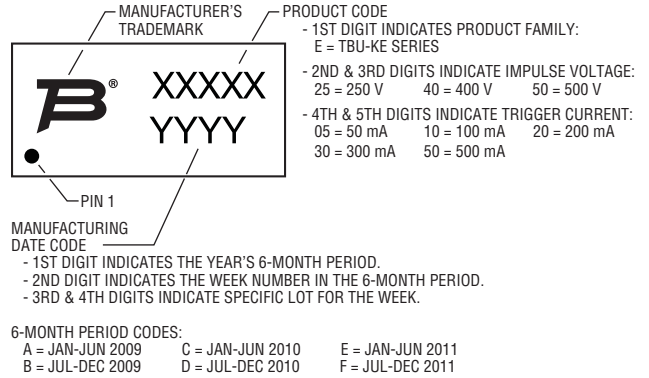 MANUFACTURER'S
TRADEMARK
PRODUCT CODE
- 1ST DIGIT INDICATES PRODUCT FAMILY:
E = TBU-KE SERIES
- 2ND & 3RD DIGITS INDICATE IMPULSE VOLTAGE:
25 = 250 V 40 = 400 V 50 = 500 V
- 4TH & 5TH DIGITS INDICATE TRIGGER CURRENT:
05 = 50 mA 10 = 100 mA 20 = 200 mA
30 = 300 mA 50 = 500 mA
B®
XXXXX
YYYY
PIN 1
MANUFACTURING
DATE CODE
- 1ST DIGIT INDICATES THE YEAR'S 6-MONTH PERIOD.
- 2ND DIGIT INDICATES THE WEEK NUMBER IN THE 6-MONTH PERIOD.
- 3RD & 4TH DIGITS INDICATE SPECIFIC LOT FOR THE WEEK.
6-MONTH PERIOD CODES:
A = JAN-JUN 2009 C = JAN-JUN 2010 E = JAN-JUN 2011
B = JUL-DEC 2009 D = JUL-DEC 2010 F = JUL-DEC 2011